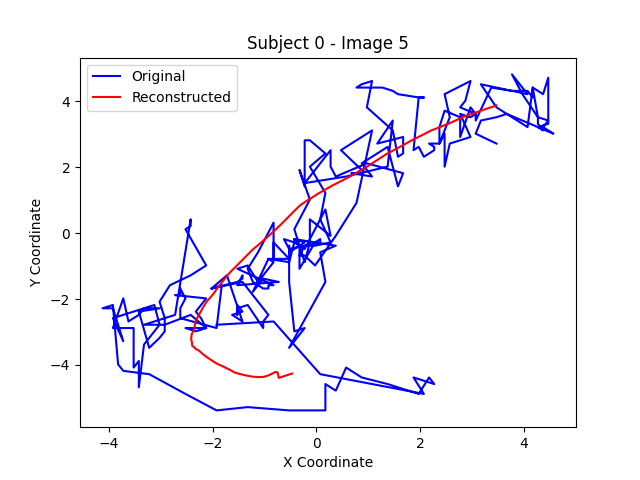 Subject 0 - Image 5
Original
Reconstructed
4
2
0
−2
−4
Y Coordinate
−4 −2 0 2 4
X Coordinate